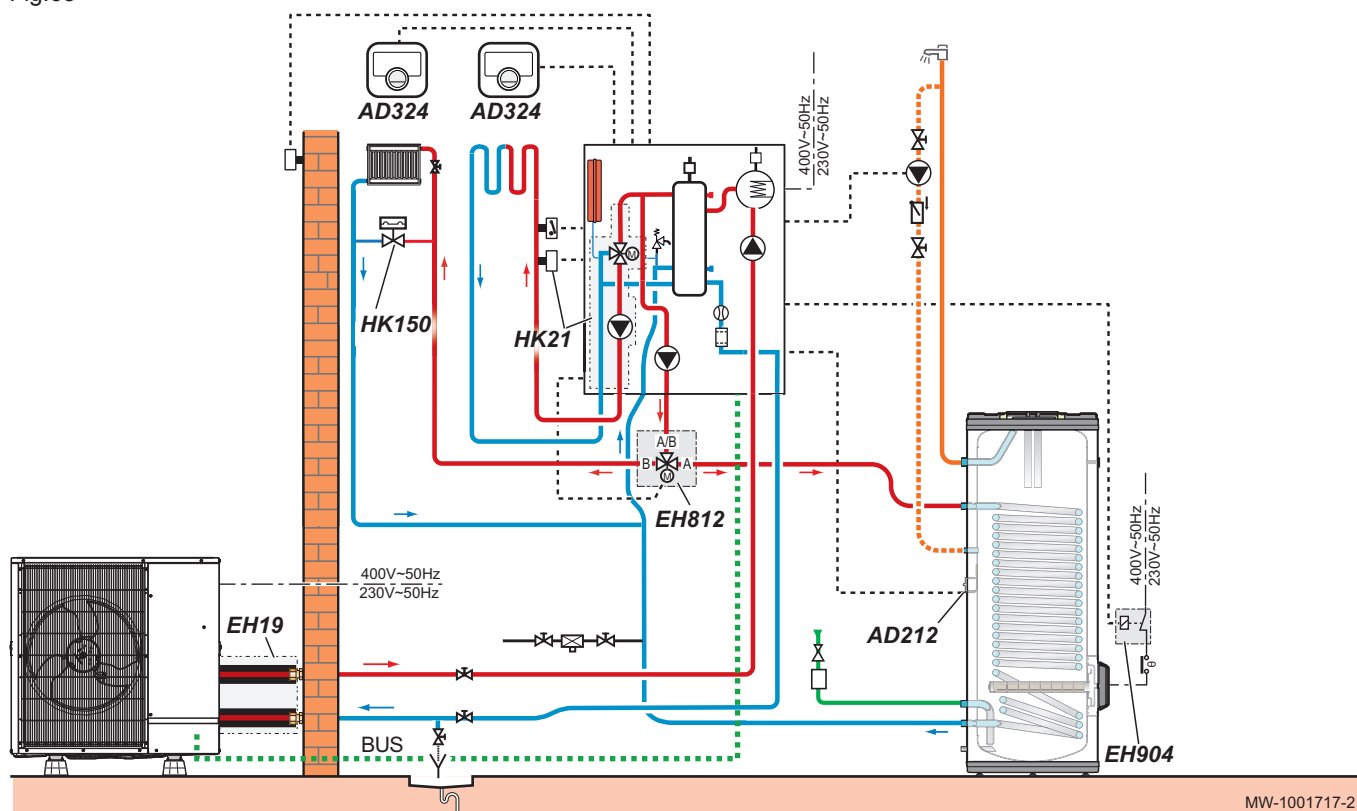 AD324
AD324
400V~50Hz
230V~50Hz
HK150
HK21
M
A/B
B
A
M
EH812
400V~50Hz
230V~50Hz
400V~50Hz
230V~50Hz
EH19
AD212
θ
BUS
EH904
MW-1001717-2